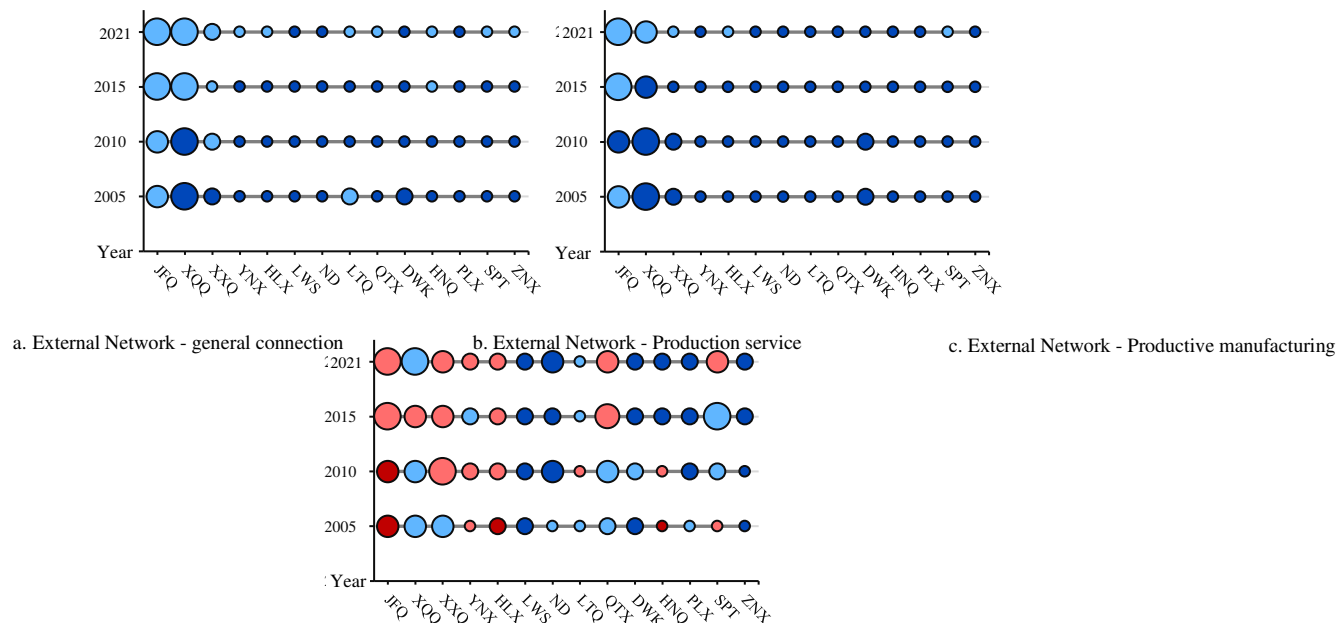 2021
2015
2010
2005
Year
JFQ XQQ XXQ YNX HLX LWS ND LTQ QTX DWK HNQ PLX SPT ZNX
2021
2015
2010
2005
Year
JFQ XQQ XXQ YNX HLX LWS ND LTQ QTX DWK HNQ PLX SPT ZNX
a. External Network - general connection
b. External Network - Production service
c. External Network - Productive manufacturing
2021
2015
2010
2005
Year
JFQ XQQ XXQ YNX HLX LWS ND LTQ QTX DWK HNQ PLX SPT ZNX